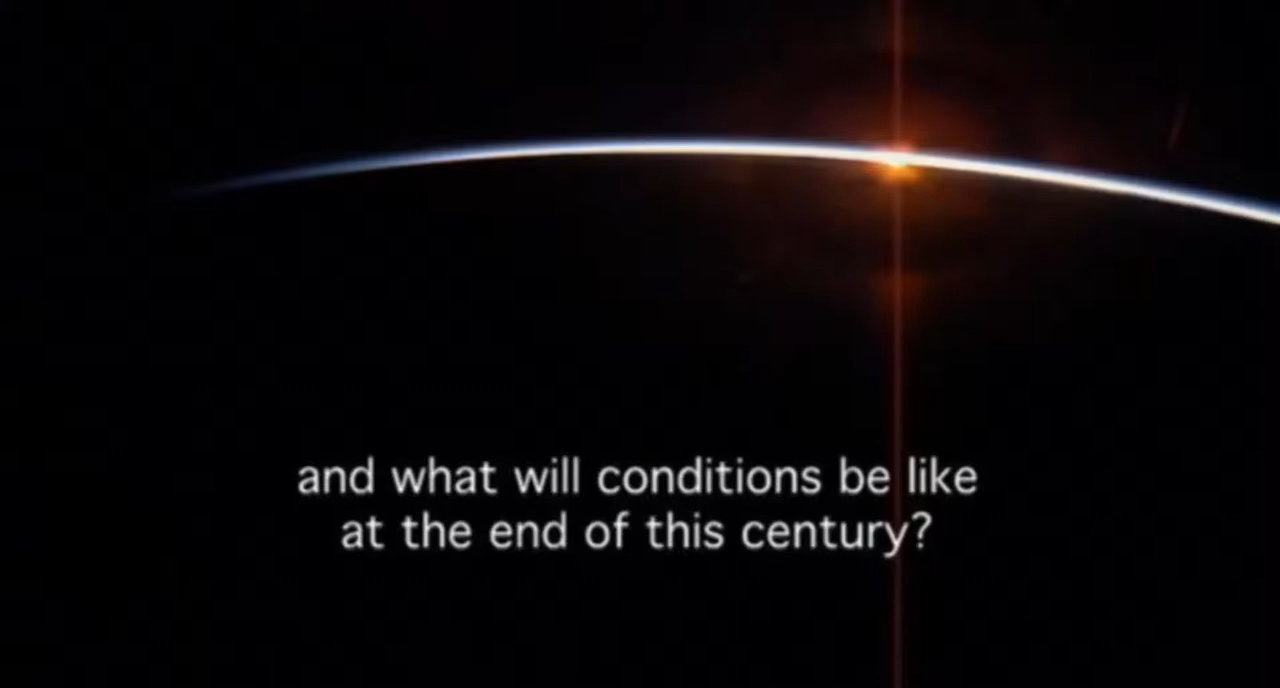 and what will conditions be like
at the end of this century?